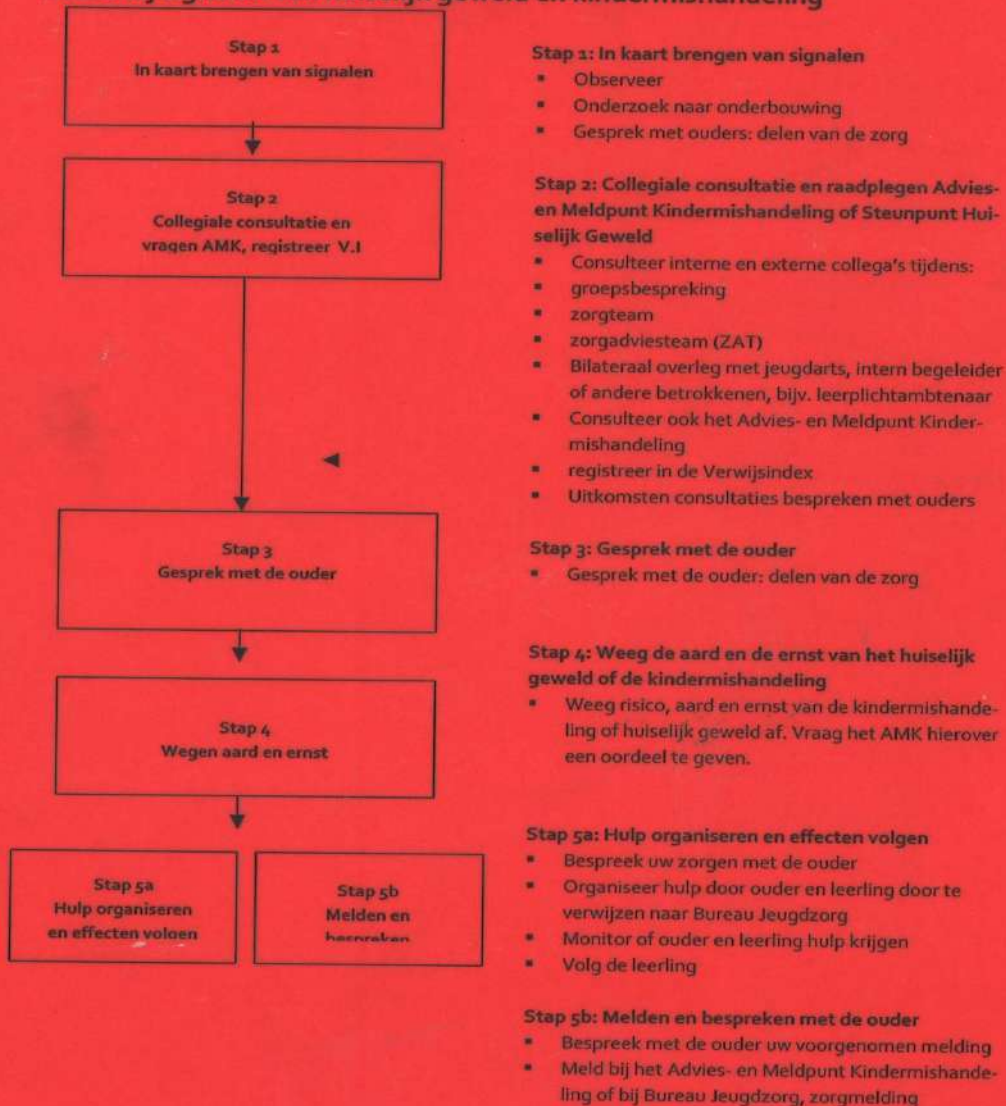 geweld en kindermishandeling
Stap 1
In kaart brengen van signalen
Stap 2
Collegiale consultatie en
vragen AMK, registreer V.I
Stap 3
Gesprek met de ouder
Stap 4
Wegen aard en ernst
Stap 5a
Hulp organiseren
en effecten volgen
Stap 5b
Melden en
bespreken
Stap 1: In kaart brengen van signalen
▪ Observeer
▪ Onderzoek naar onderbouwing
▪ Gesprek met ouders: delen van de zorg
Stap 2: Collegiale consultatie en raadplegen Advies-
en Meldpunt Kindermishandeling of Steunpunt Hui-
selijk Geweld
▪ Consulteer interne en externe collega's tijdens:
▪ groepsbespreking
▪ zorgteam
▪ zorgadviesteam (ZAT)
▪ Bilateraal overleg met jeugdarts, intern begeleider
of andere betrokkenen, bijv. leerplichtambtenaar
▪ Consulteer ook het Advies- en Meldpunt Kinder-
mishandeling
▪ registreer in de Verwijsindex
▪ Uitkomsten consultaties bespreken met ouders
Stap 3: Gesprek met de ouder
▪ Gesprek met de ouder: delen van de zorg
Stap 4: Weeg de aard en de ernst van het huiselijk
geweld of de kindermishandeling
▪ Weeg risico, aard en ernst van de kindermishande-
ling of huiselijk geweld af. Vraag het AMK hierover
een oordeel te geven.
Stap 5a: Hulp organiseren en effecten volgen
▪ Bespreek uw zorgen met de ouder
▪ Organiseer hulp door ouder en leerling door te
verwijzen naar Bureau Jeugdzorg
▪ Monitor of ouder en leerling hulp krijgen
▪ Volg de leerling
Stap 5b: Melden en bespreken met de ouder
▪ Bespreek met de ouder uw voorgenomen melding
▪ Meld bij het Advies- en Meldpunt Kindermishande-
ling of bij Bureau Jeugdzorg, zorgmelding